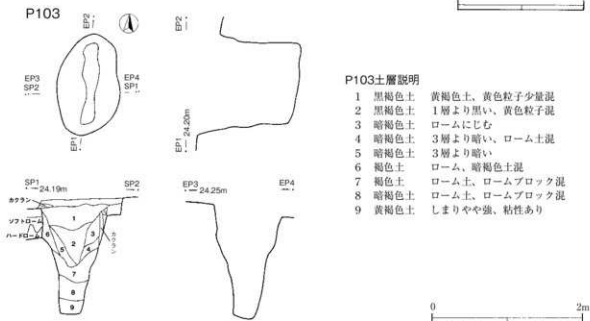 P103
EP2
EP3
SP2
EP4
SP1
EP1
EP2
EP1 24.20m
SP1 24.19m
SP2
カクラン
ソフトローム
ハードローム
カクラン
1
2
3
4
5
6
7
8
9
EP3 24.25m
EP4
P103土層説明
1 黒褐色土 黄褐色土、黄色粒子少量混
2 黒褐色土 1層より黒い、黄色粒子混
3 暗褐色土 ロームにじむ
4 暗褐色土 3層より暗い、ローム土混
5 暗褐色土 3層より暗い
6 褐色土 ローム、暗褐色土混
7 褐色土 ローム土、ロームブロック混
8 暗褐色土 ローム土、ロームブロック混
9 黄褐色土 しまりやや強、粘性あり
0 2m